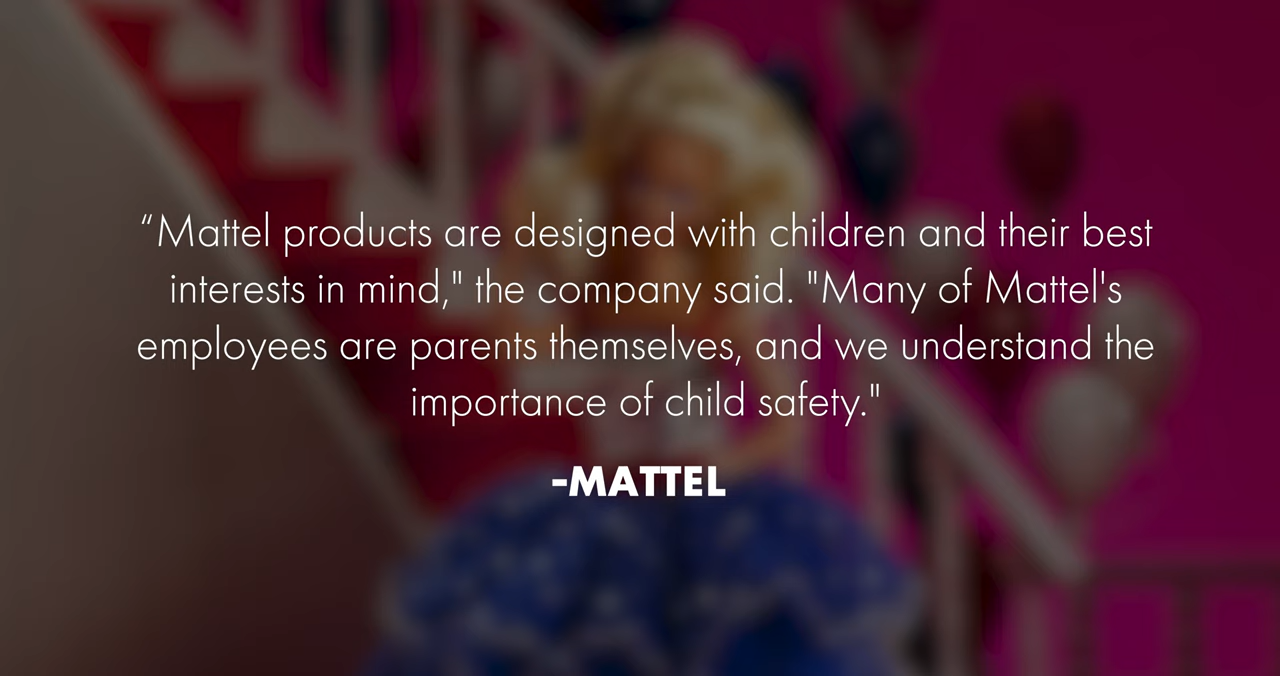 “Mattel products are designed with children and their best
interests in mind," the company said. "Many of Mattel's
employees are parents themselves, and we understand the
importance of child safety."
-MATTEL